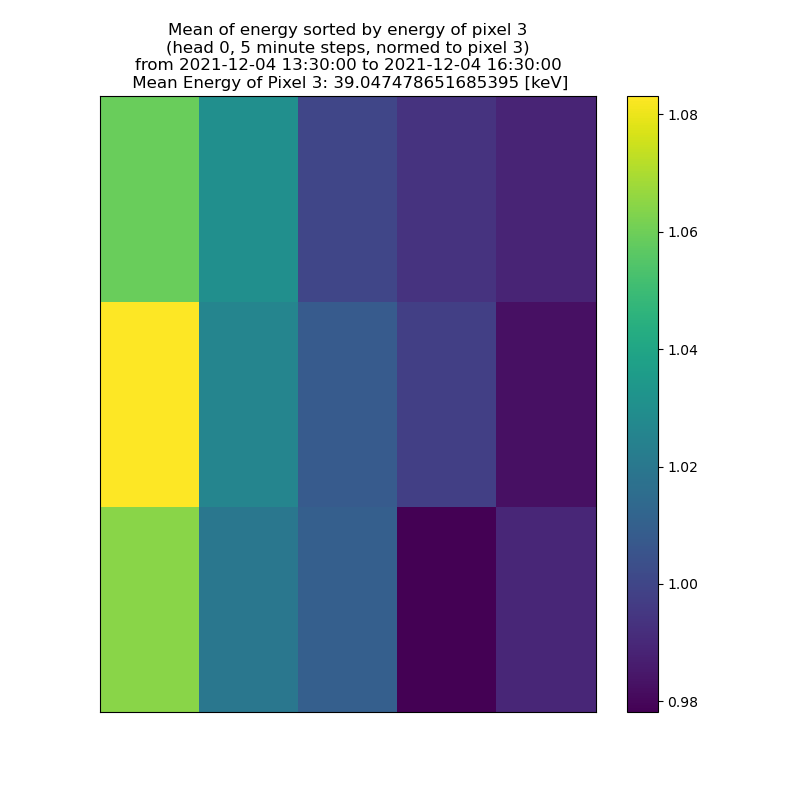 Mean of energy sorted by energy of pixel 3
(head 0, 5 minute steps, normed to pixel 3)
from 2021-12-04 13:30:00 to 2021-12-04 16:30:00
Mean Energy of Pixel 3: 39.047478651685395 [keV]
1.08
1.06
1.04
1.02
1.00
0.98